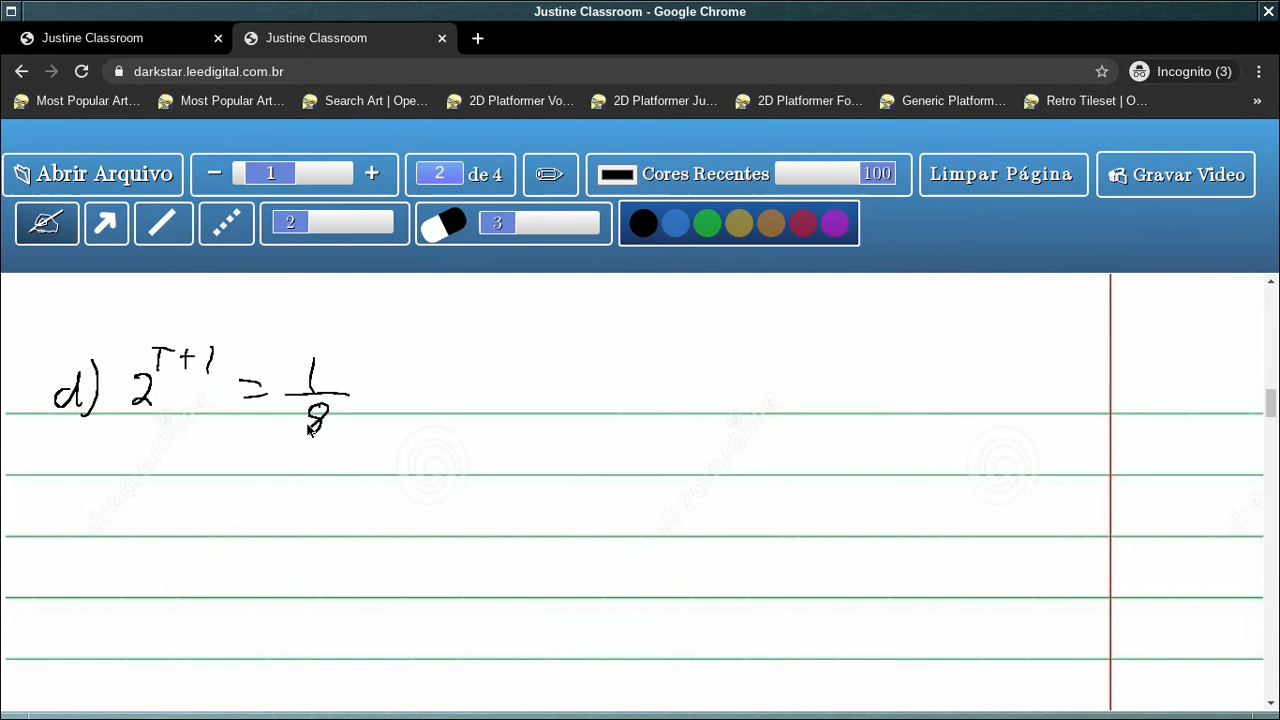 Justine Classroom - Google Chrome
Justine Classroom × Justine Classroom × +
darkstar.leedigital.com.br Incognito (3)
Most Popular Art… Most Popular Art… Search Art | Ope… 2D Platformer Vo… 2D Platformer Ju… 2D Platformer Fo… Generic Platform… Retro Tileset | O… »
Abrir Arquivo − 1 + 2 de 4 Cores Recentes 100 Limpar Página Gravar Video
2 3
d) 2^{T+1} = 1/8
dreamstime dreamstime